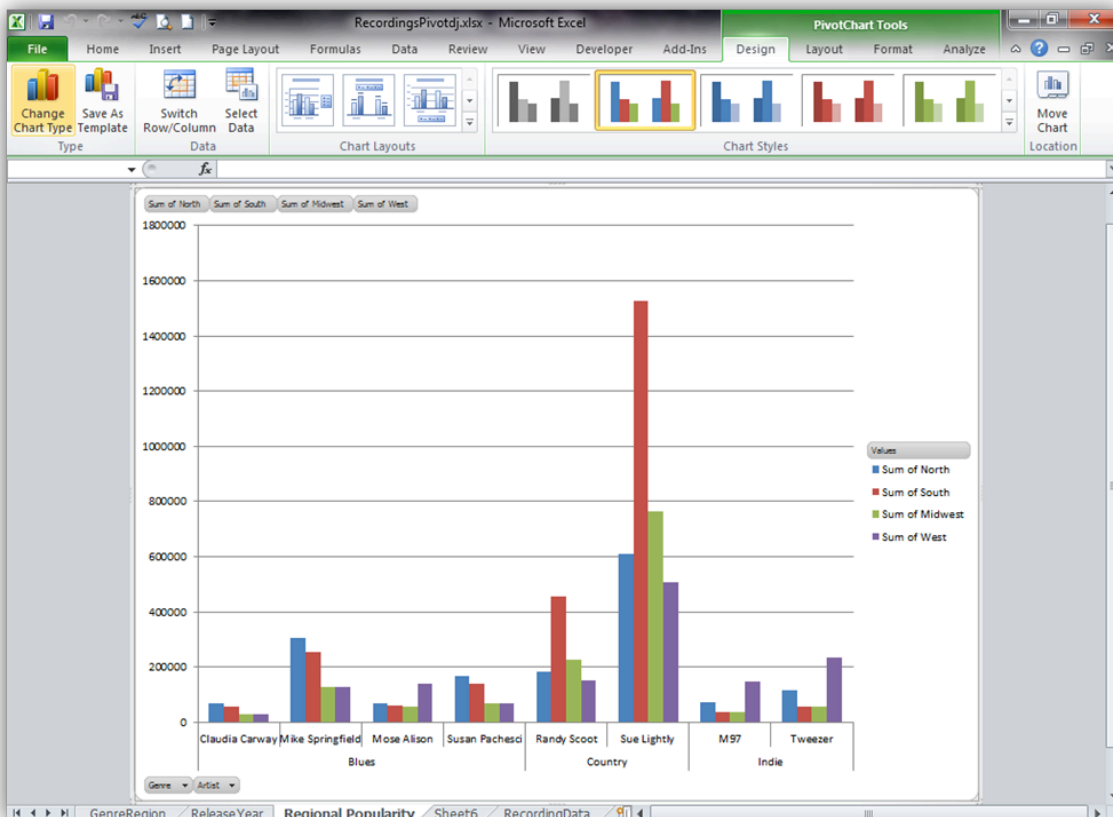 RecordingsPivotdj.xlsx - Microsoft Excel
PivotChart Tools
File Home Insert Page Layout Formulas Data Review View Developer Add-Ins Design Layout Format Analyze
Change Chart Type
Save As Template
Switch Row/Column
Select Data
Move Chart
Type
Data
Chart Layouts
Chart Styles
Location
fx
Sum of North Sum of South Sum of Midwest Sum of West
1800000
1600000
1400000
1200000
1000000
800000
600000
400000
200000
0
Values
Sum of North
Sum of South
Sum of Midwest
Sum of West
Claudia Carway Mike Springfield Mose Alison Susan Pachesci Randy Scoot Sue Lightly M97 Tweezer
Blues Country Indie
Genre Artist
GenreRegion ReleaseYear Regional Popularity Sheet6 RecordingData